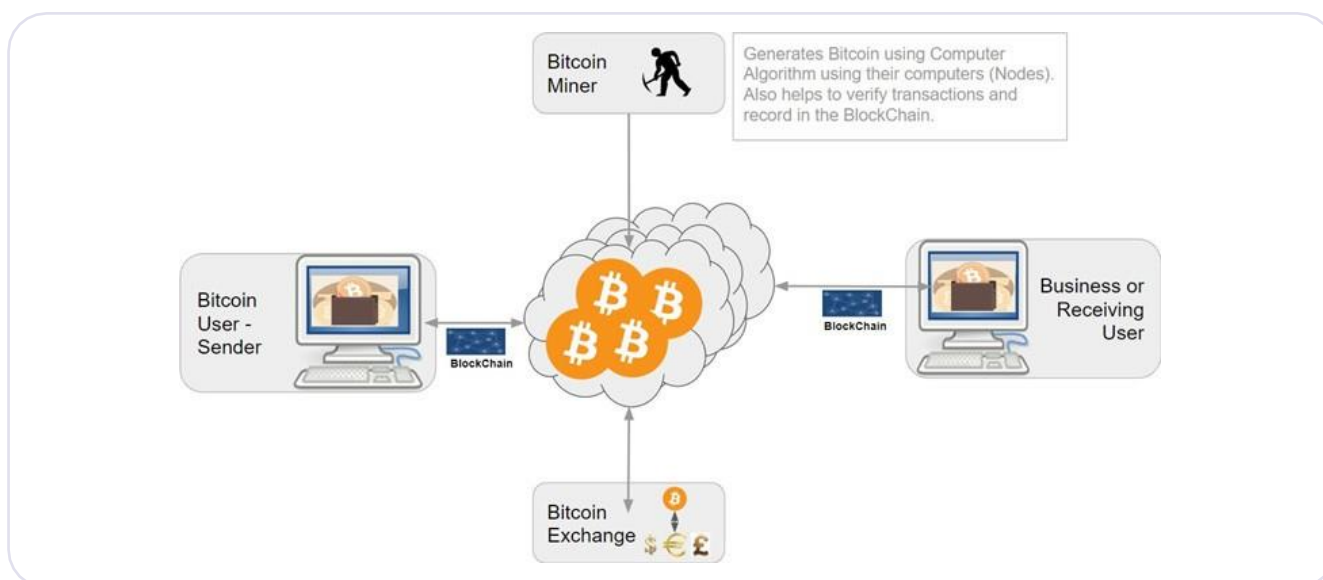 Bitcoin
Miner
Generates Bitcoin using Computer
Algorithm using their computers (Nodes).
Also helps to verify transactions and
record in the BlockChain.
Bitcoin
User -
Sender
BlockChain
BlockChain
Business or
Receiving
User
Bitcoin
Exchange
$ € £